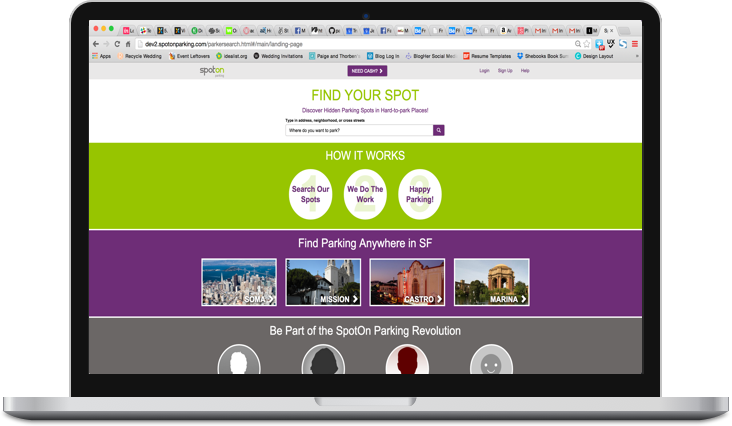 dev2.spotonparking.com/parkersearch.html#/main/landing-page
Apps Recycle Wedding Event Leftovers idealist.org Wedding Invitations Paige and Thorber Blog Log In BlogHer Social Medi Resume Templates Shebooks Book Sum Design Layout
spoton
parking
NEED CASH?
Login Sign Up Help
FIND YOUR SPOT
Discover Hidden Parking Spots in Hard-to-park Places!
Type in address, neighborhood, or cross streets
Where do you want to park?
HOW IT WORKS
1 2 3
Search Our We Do The Happy
Spots Work Parking!
Find Parking Anywhere in SF
SOMA MISSION CASTRO MARINA
Be Part of the SpotOn Parking Revolution